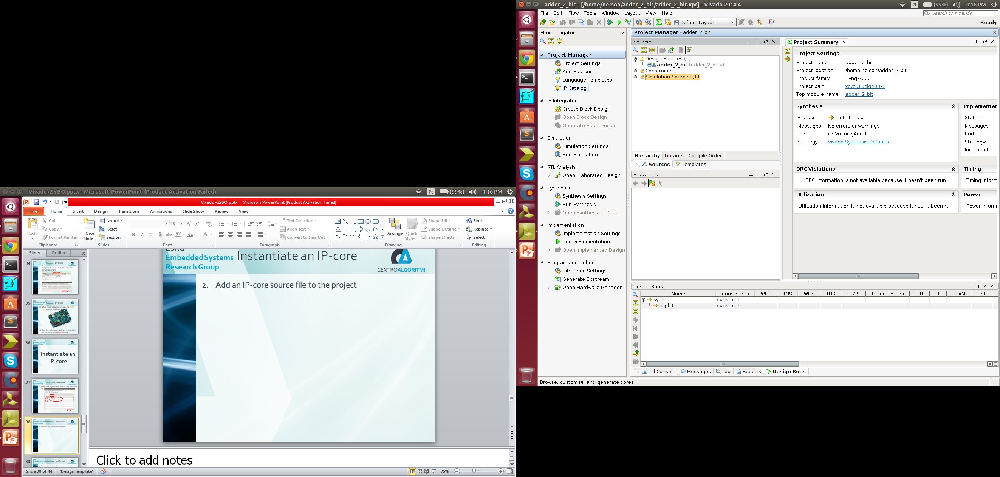 adder_2_bit - [/home/nelson/adder_2_bit/adder_2_bit.xpr] - Vivado 2014.4
Pt (99%) 4:16 PM
File Edit Flow Tools Window Layout View Help
Search commands
Default Layout
Ready
Flow Navigator
Project Manager
Project Settings
Add Sources
Language Templates
IP Catalog
IP Integrator
Create Block Design
Open Block Design
Generate Block Design
Simulation
Simulation Settings
Run Simulation
RTL Analysis
Open Elaborated Design
Synthesis
Synthesis Settings
Run Synthesis
Open Synthesized Design
Implementation
Implementation Settings
Run Implementation
Open Implemented Design
Program and Debug
Bitstream Settings
Generate Bitstream
Open Hardware Manager
Project Manager - adder_2_bit
Sources
Design Sources (1)
adder_2_bit (adder_2_bit.v)
Constraints
Simulation Sources (1)
Hierarchy Libraries Compile Order
Sources Templates
Properties
Project Summary
Project Settings
Project name: adder_2_bit
Project location: /home/nelson/adder_2_bit
Product family: Zynq-7000
Project part: xc7z010clg400-1
Top module name: adder_2_bit
Synthesis
Status: Not started
Messages: No errors or warnings
Part: xc7z010clg400-1
Strategy: Vivado Synthesis Defaults
Implementat
Status:
Messages:
Part:
Strategy:
Incremental c
DRC Violations
DRC information is not available because it hasn't been run
Timing
Timing inform
Utilization
Utilization information is not available because it hasn't been run
Power
Power inform
Design Runs
Name Constraints WNS TNS WHS THS TPWS Failed Routes LUT FF BRAM DSP
synth_1 constrs_1
impl_1 constrs_1
Tcl Console Messages Log Reports Design Runs
Browse, customize, and generate cores
Vivado+ZYBO.pptx - Microsoft PowerPoint (Product Activation Failed)
Pt (99%) 4:16 PM
Vivado+ZYBO.pptx - Microsoft PowerPoint (Product Activation Failed)
File Home Insert Design Transitions Animations Slide Show Review View
Paste
Cut
Copy
Format Painter
Clipboard
New Slide
Layout
Reset
Section
Slides
18
Font
Text Direction
Align Text
Convert to SmartArt
Paragraph
Arrange
Quick Styles
Shape Fill
Shape Outline
Shape Effects
Drawing
Find
Replace
Select
Editing
Slides Outline
34
Program ZYBO PL
35
Program ZYBO PL
36
Instantiate an
IP-core
37
Instantiate an IP-core
38
Instantiate an IP-core
Add an IP-core source file to the project
39
Instantiate an IP-core
ESRG
Embedded Systems
Research Group
Instantiate an IP-core
CENTROALGORITMI
2. Add an IP-core source file to the project
Click to add notes
Slide 38 of 44 "DesignTemplate" 75%